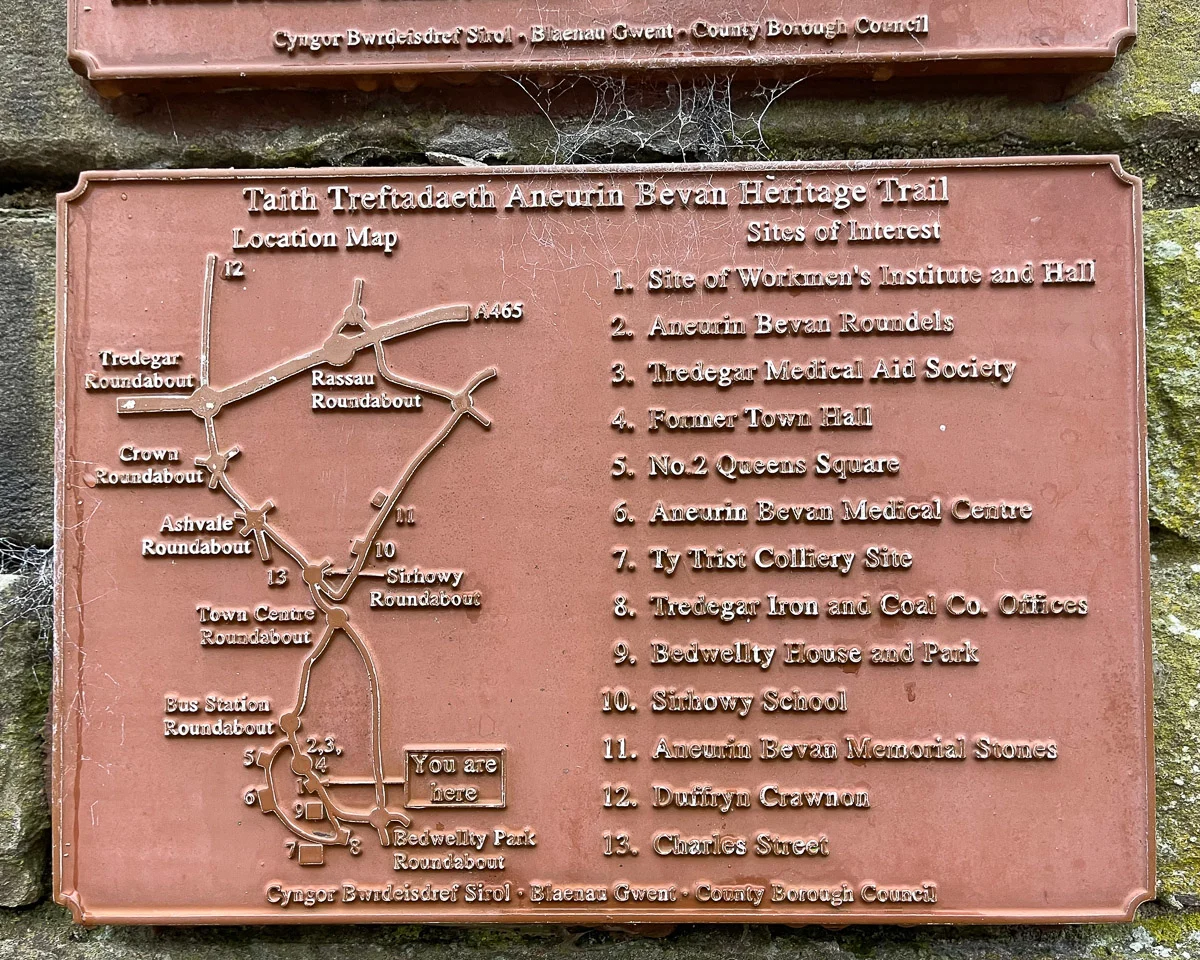 Cyngor Bwrdeisdref Sirol · Blaenau Gwent · County Borough Council
Taith Treftadaeth Aneurin Bevan Heritage Trail
Location Map
12
A465
Tredegar
Roundabout
Rassau
Roundabout
Crown
Roundabout
11
Ashvale
Roundabout
10
13
Sirhowy
Roundabout
Town Centre
Roundabout
Bus Station
Roundabout
2,3,
4
5
1
You are
here
6
9
Bedwellty Park
Roundabout
7
8
Sites of Interest
1. Site of Workmen's Institute and Hall
2. Aneurin Bevan Roundels
3. Tredegar Medical Aid Society
4. Former Town Hall
5. No.2 Queens Square
6. Aneurin Bevan Medical Centre
7. Ty Trist Colliery Site
8. Tredegar Iron and Coal Co. Offices
9. Bedwellty House and Park
10. Sirhowy School
11. Aneurin Bevan Memorial Stones
12. Duffryn Crawnon
13. Charles Street
Cyngor Bwrdeisdref Sirol · Blaenau Gwent · County Borough Council